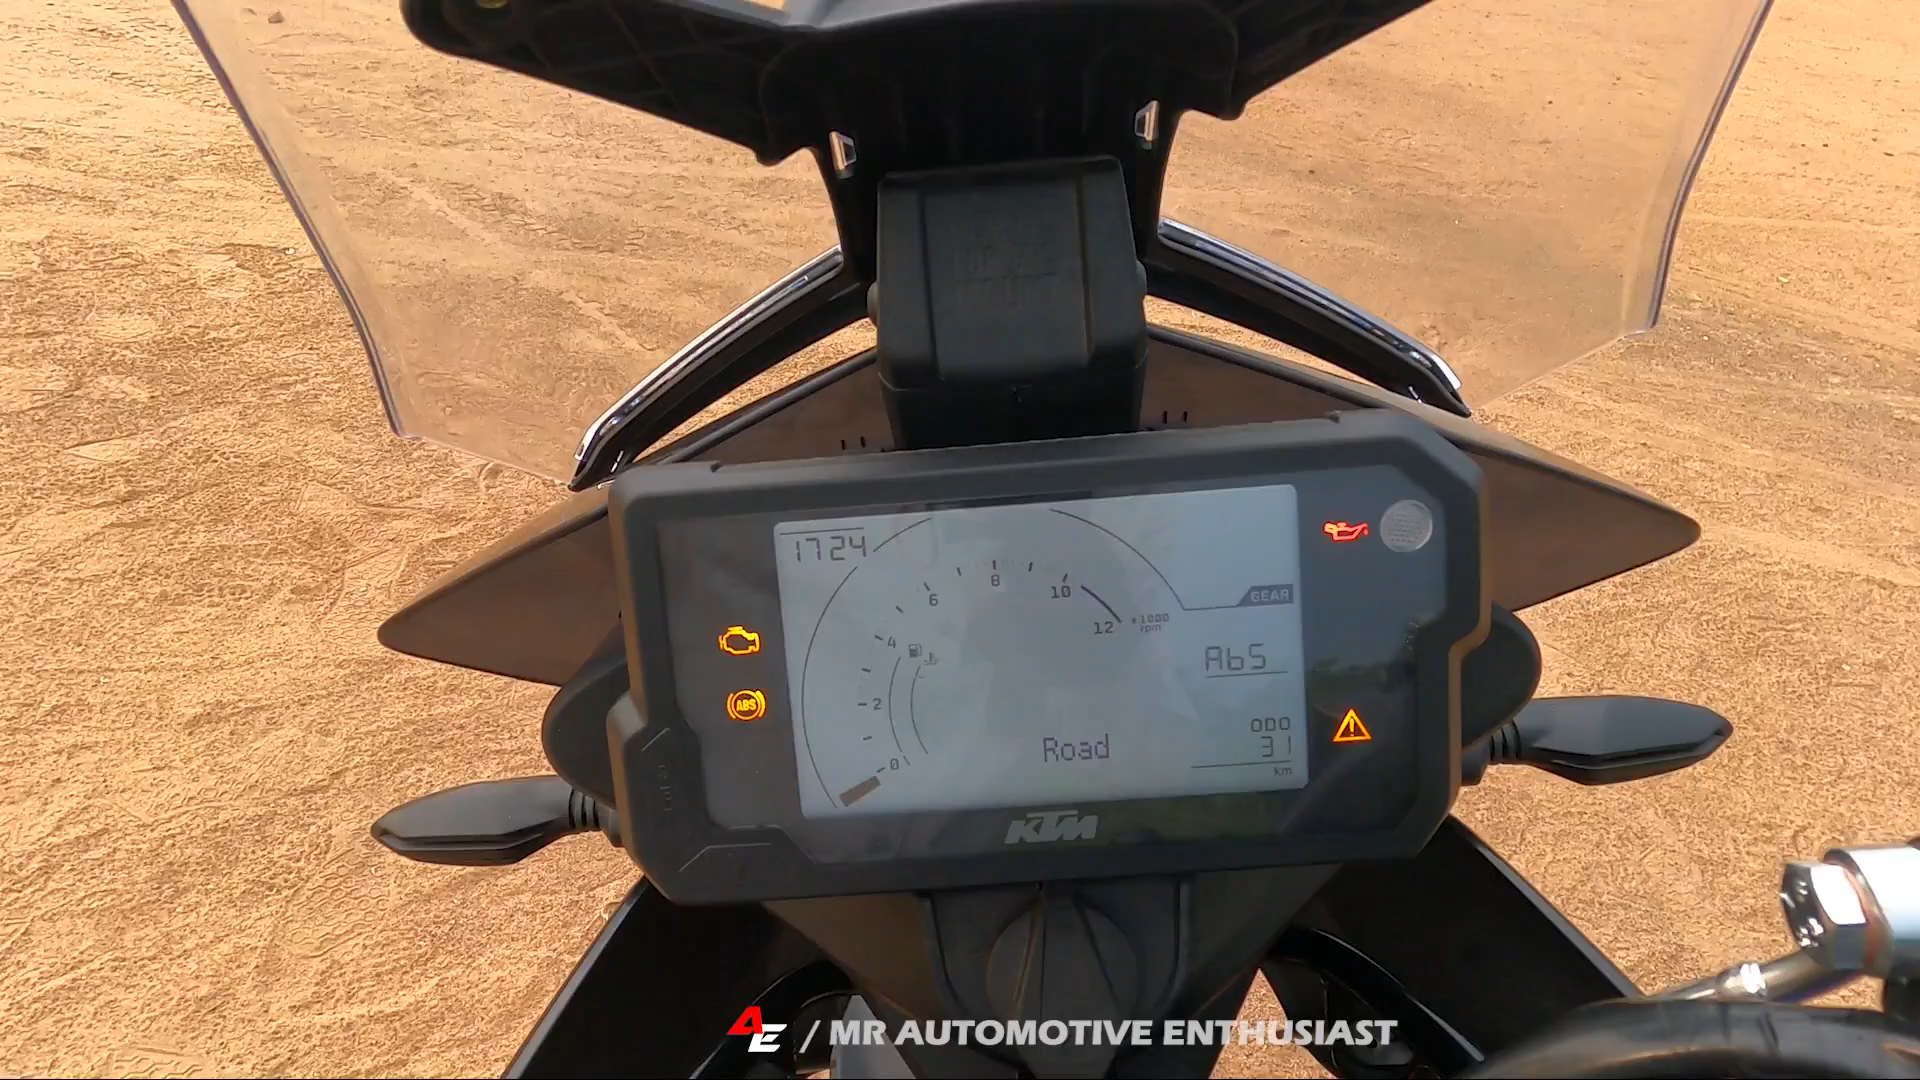 1724
8
10
6
12
x1000
rpm
GEAR
4
AbS
2
ABS
ODO
31
km
Road
0
KTM
AE / MR AUTOMOTIVE ENTHUSIAST